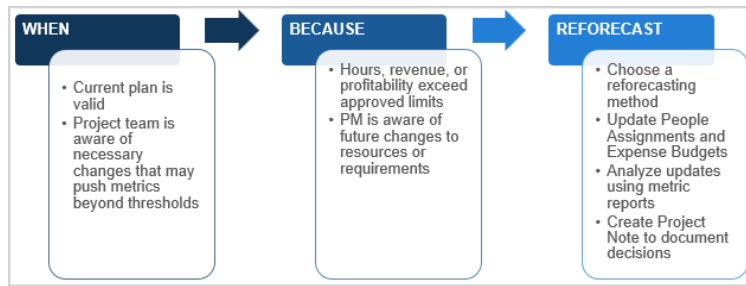 WHEN
• Current plan is
valid
• Project team is
aware of
necessary
changes that may
push metrics
beyond thresholds
BECAUSE
• Hours, revenue, or
profitability exceed
approved limits
• PM is aware of
future changes to
resources or
requirements
REFORECAST
• Choose a
reforecasting
method
• Update People
Assignments and
Expense Budgets
• Analyze updates
using metric
reports
• Create Project
Note to document
decisions